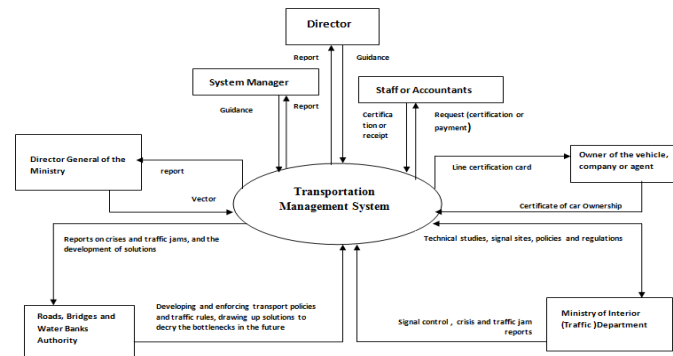 Director
Report
Guidance
System Manager
Staff or Accountants
Guidance
Report
Certifica
tion or
receipt
Request (certification or
payment)
Director General of the
Ministry
report
Vector
Transportation
Management System
Line certification card
Owner of the vehicle,
company or agent
Certificate of car Ownership
Reports on crises and traffic jams, and the
development of solutions
Technical studies, signal sites, policies and regulations
Roads, Bridges and
Water Banks
Authority
Developing and enforcing transport policies
and traffic rules, drawing up solutions to
decry the bottlenecks in the future
Signal control , crisis and traffic jam
reports
Ministry of Interior
(Traffic )Department